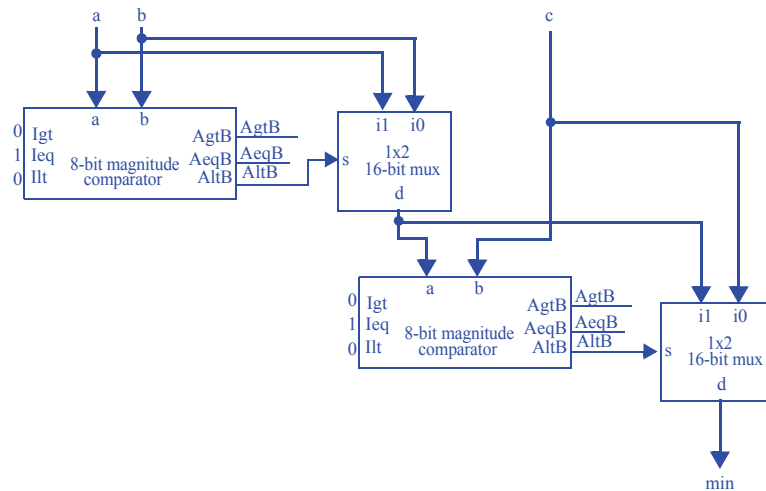 a b c
a b
0 Igt
1 Ieq
0 Ilt
8-bit magnitude
comparator
AgtB AgtB
AeqB AeqB
AltB AltB
i1 i0
s 1x2
16-bit mux
d
a b
0 Igt
1 Ieq
0 Ilt
8-bit magnitude
comparator
AgtB AgtB
AeqB AeqB
AltB AltB
i1 i0
s 1x2
16-bit mux
d
min